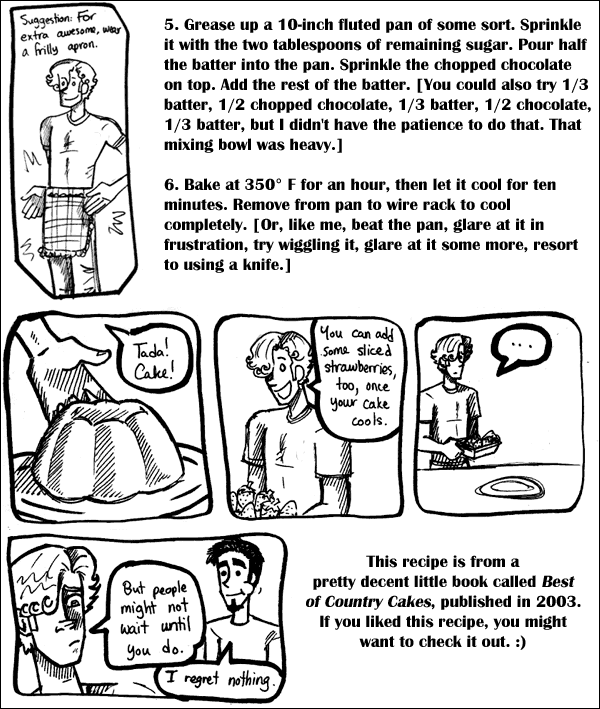 Suggestion: For
extra awesome, wear
a frilly apron.
5. Grease up a 10-inch fluted pan of some sort. Sprinkle
it with the two tablespoons of remaining sugar. Pour half
the batter into the pan. Sprinkle the chopped chocolate
on top. Add the rest of the batter. [You could also try 1/3
batter, 1/2 chopped chocolate, 1/3 batter, 1/2 chocolate,
1/3 batter, but I didn't have the patience to do that. That
mixing bowl was heavy.]
6. Bake at 350° F for an hour, then let it cool for ten
minutes. Remove from pan to wire rack to cool
completely. [Or, like me, beat the pan, glare at it in
frustration, try wiggling it, glare at it some more, resort
to using a knife.]
Tada!
Cake!
You can add
some sliced
strawberries,
too, once
your cake
cools.
...
But people
might not
wait until
you do.
I regret nothing.
This recipe is from a
pretty decent little book called Best
of Country Cakes, published in 2003.
If you liked this recipe, you might
want to check it out. :)